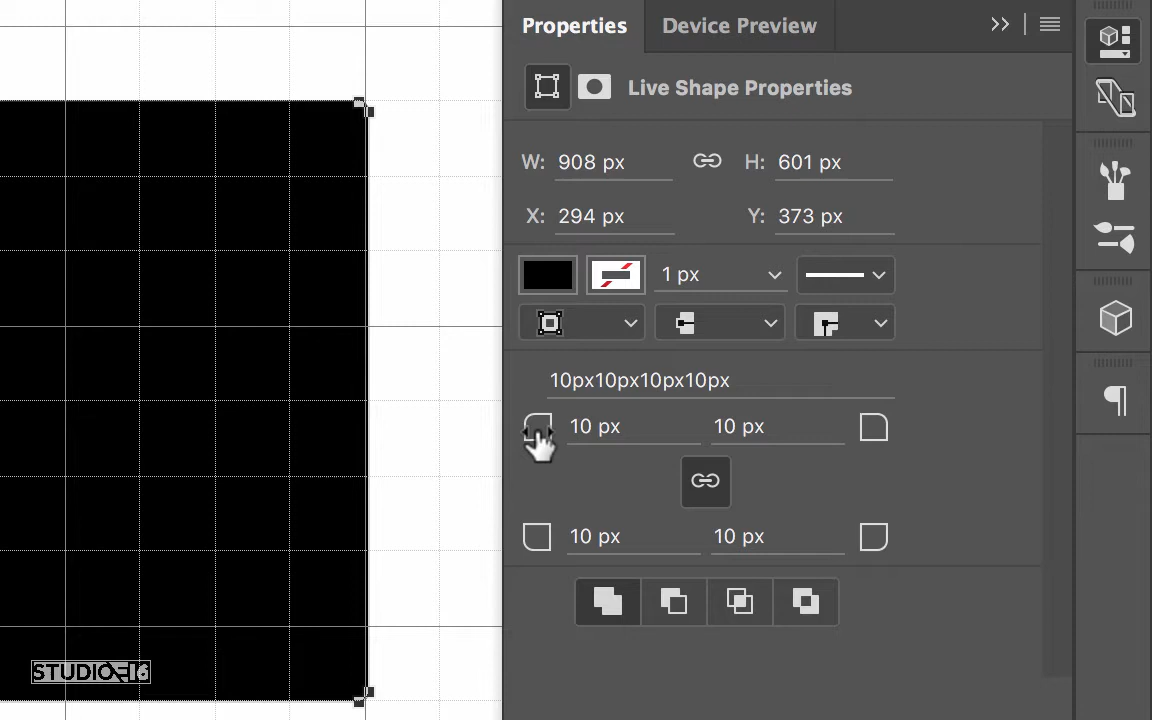 Properties
Device Preview
Live Shape Properties
W: 908 px
H: 601 px
X: 294 px
Y: 373 px
1 px
10px10px10px10px
10 px
10 px
10 px
10 px
STUDIO 16